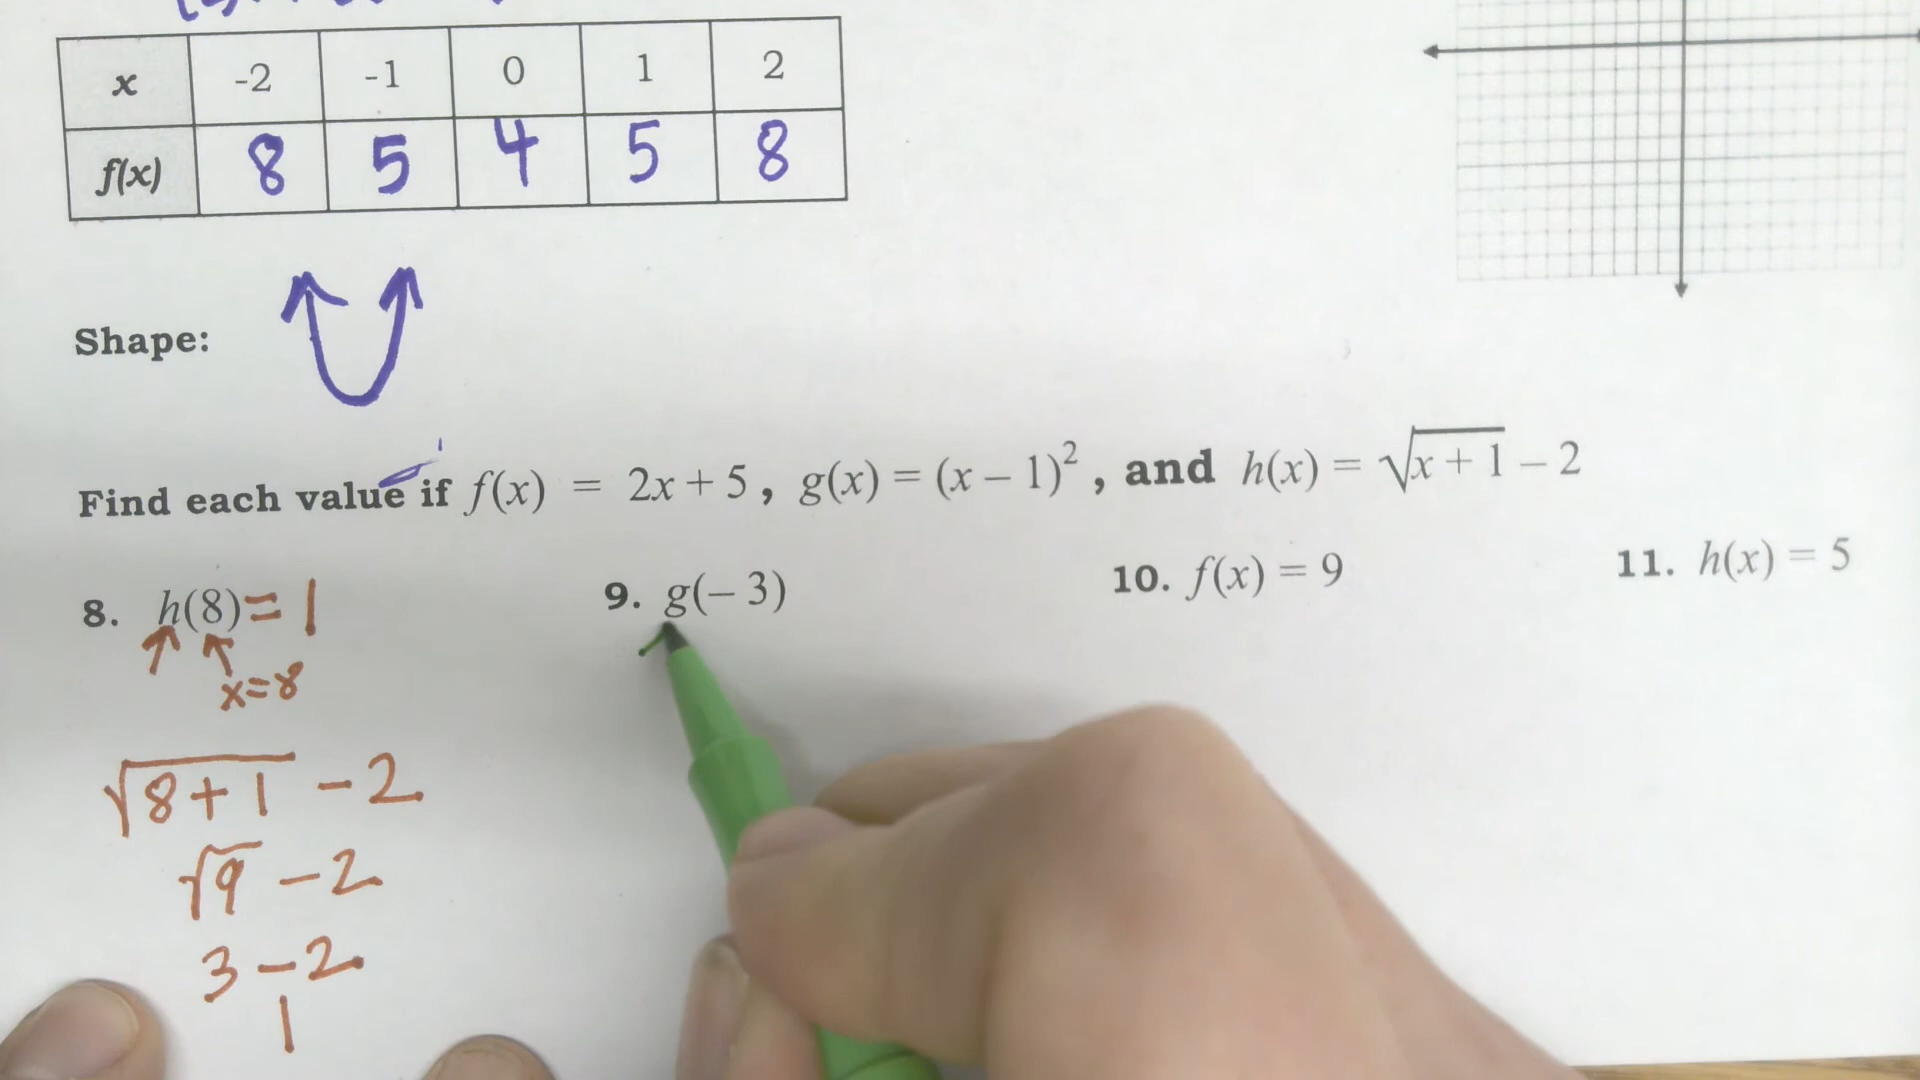 x -2 -1 0 1 2
f(x) 8 5 4 5 8
Shape:
Find each value if f(x) = 2x + 5, g(x) = (x – 1)², and h(x) = √(x + 1) – 2
8. h(8) = 1
x=8
√(8+1) – 2
√9 – 2
3 – 2
1
9. g(– 3)
10. f(x) = 9
11. h(x) = 5